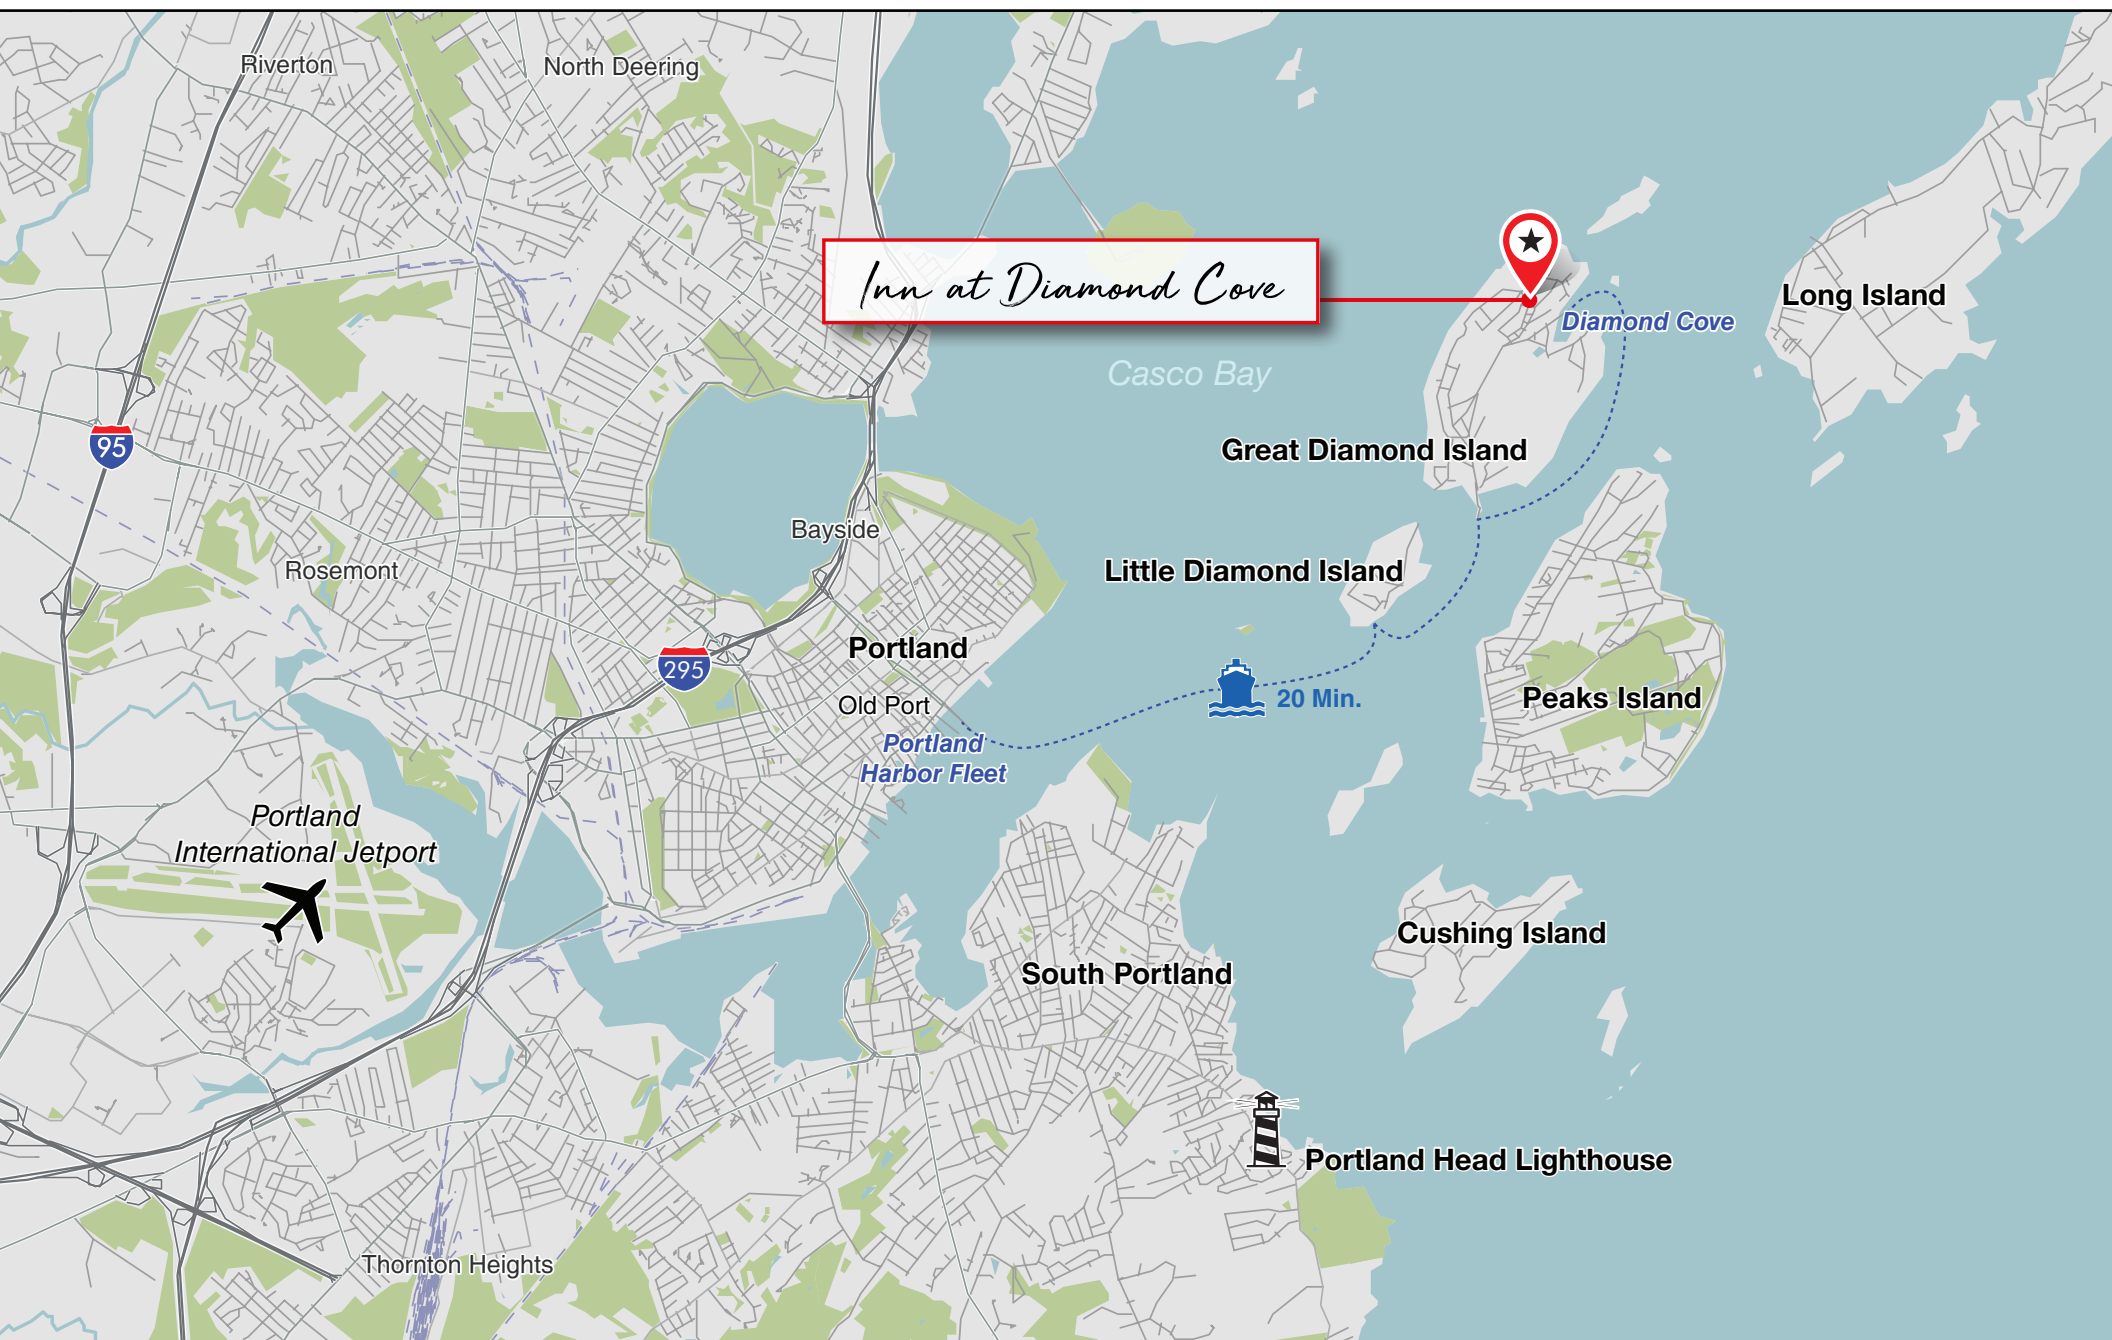 Riverton
North Deering
Inn at Diamond Cove
Long Island
Diamond Cove
Casco Bay
95
Great Diamond Island
Bayside
Rosemont
Little Diamond Island
Portland
295
Peaks Island
20 Min.
Old Port
Portland
Harbor Fleet
Portland
International Jetport
Cushing Island
South Portland
Portland Head Lighthouse
Thornton Heights